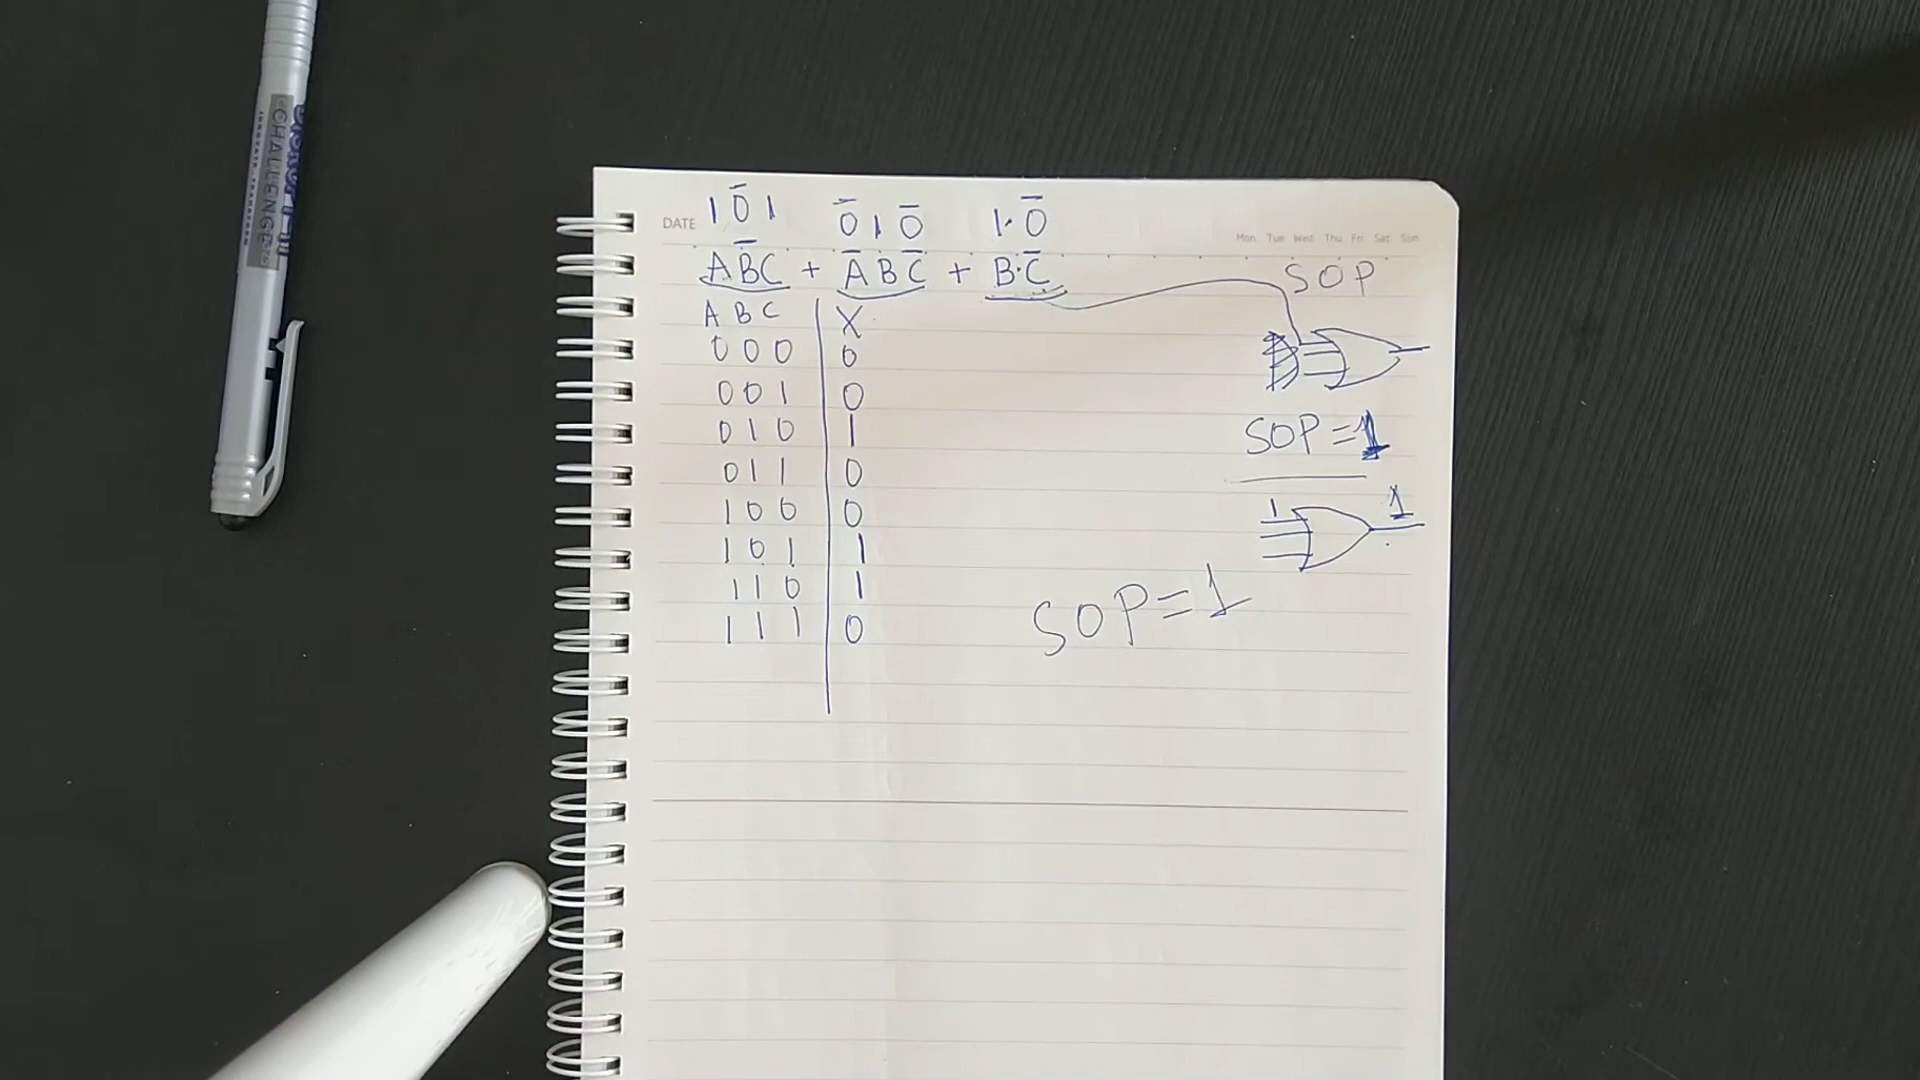 CHALLENGE
INNOVATE · TRANSFORM
DATE
1 0̅ 1 0̅ 1 0̅ 1·0̅
Mon Tue Wed Thu Fri Sat Sun
AB̅C + A̅BC̅ + B·C̅
SOP
A B C X
0 0 0 0
0 0 1 0
0 1 0 1
SOP=1
0 1 1 0
1 0 0 0
1 1
1 0 1 1
1 1 0 1
SOP=1
1 1 1 0